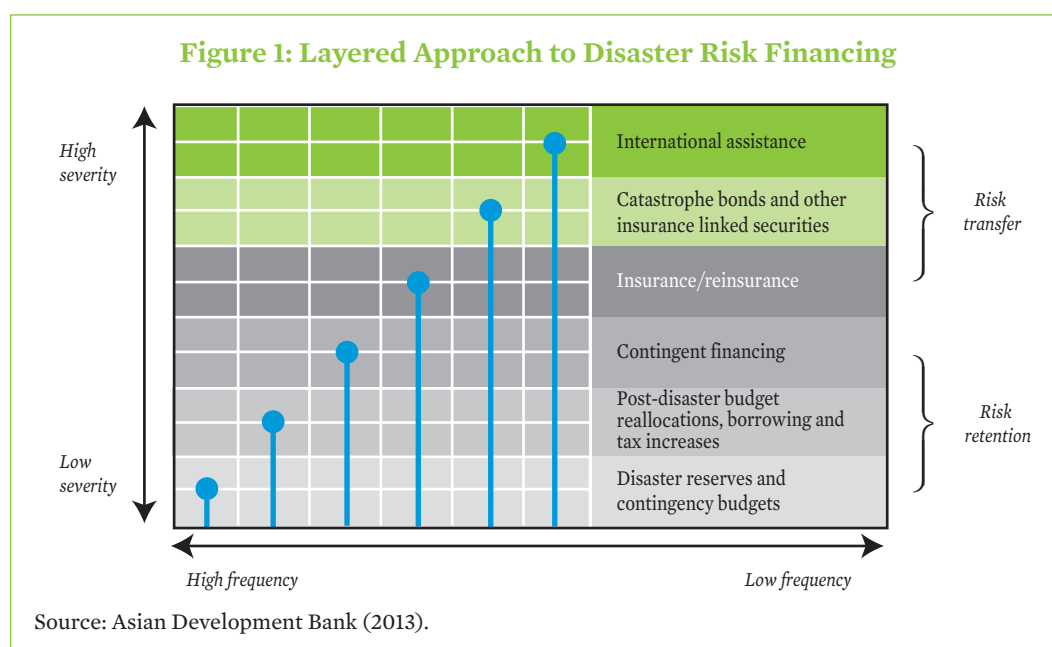 Figure 1: Layered Approach to Disaster Risk Financing
High
severity
Low
severity
International assistance
Catastrophe bonds and other
insurance linked securities
Insurance/reinsurance
Contingent financing
Post-disaster budget
reallocations, borrowing and
tax increases
Disaster reserves and
contingency budgets
Risk
transfer
Risk
retention
High frequency
Low frequency
Source: Asian Development Bank (2013).